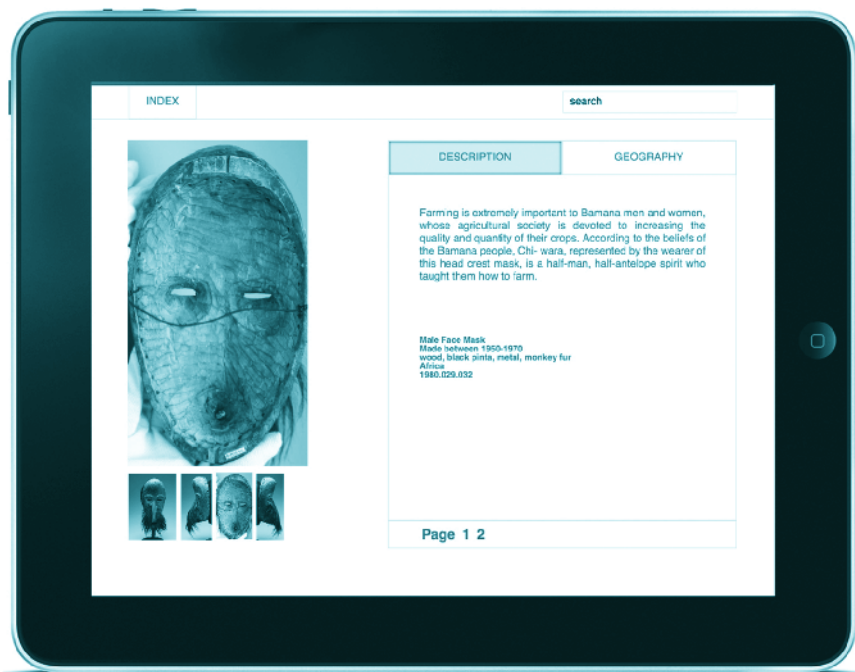 INDEX
search
DESCRIPTION
GEOGRAPHY
Farming is extremely important to Bamana men and women,
whose agricultural society is devoted to increasing the
quality and quantity of their crops. According to the beliefs of
the Bamana people, Chi- wara, represented by the wearer of
this head crest mask, is a half-man, half-antelope spirit who
taught them how to farm.
Male Face Mask
Made between 1950-1970
wood, black pinta, metal, monkey fur
Africa
1980.029.032
Page 1 2